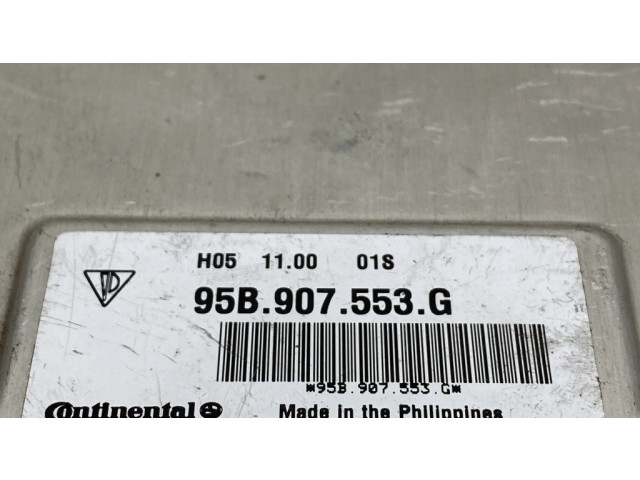 H05 11.00 01S
95B.907.553.G
*95B.907.553.G*
Continental Made in the Philippines